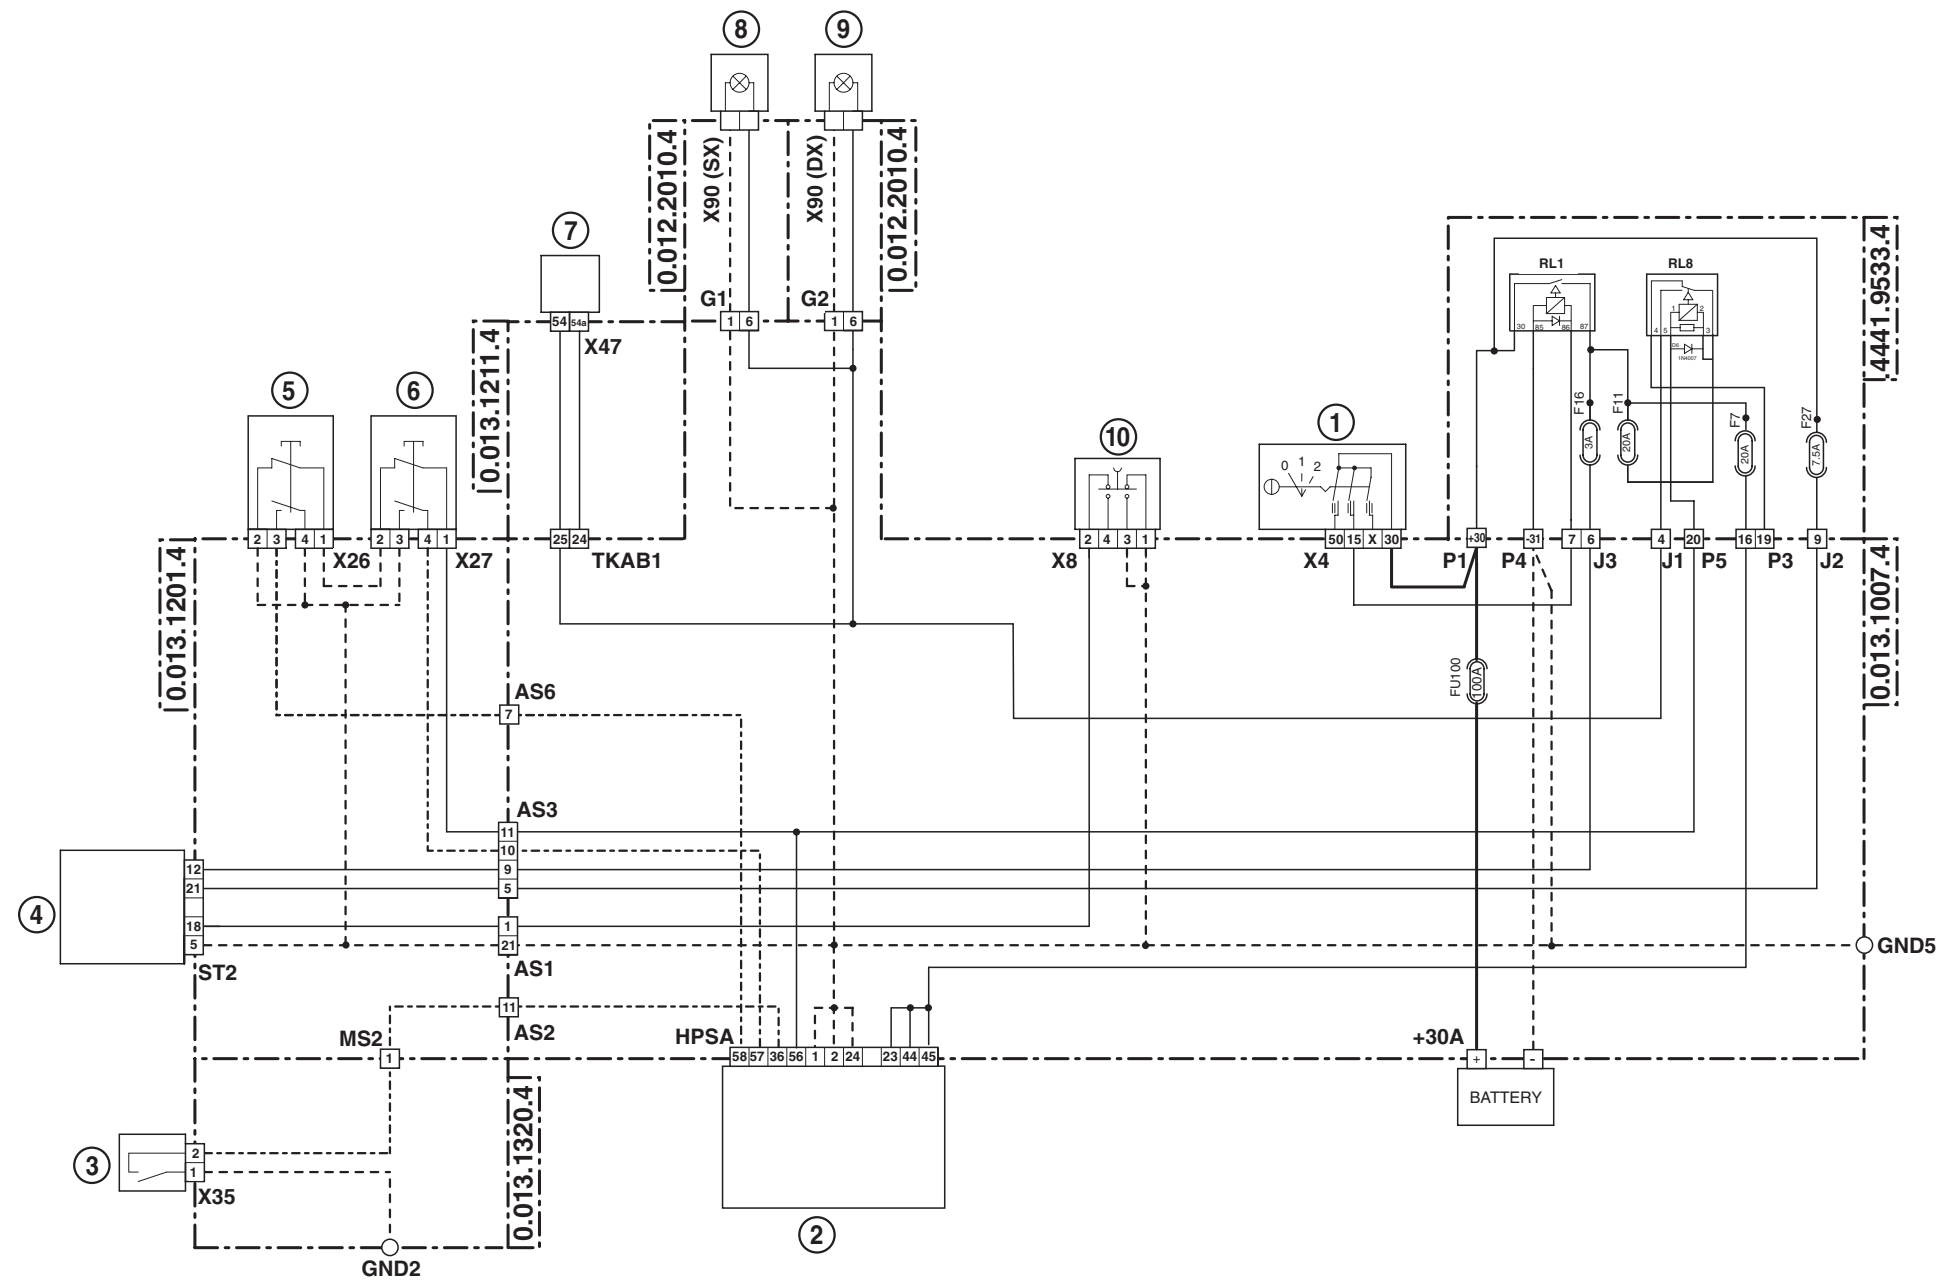 8 9
0.012.2010.4
X90 (SX)
X90 (DX)
0.012.2010.4
7
G1 G2
1 6 1 6
54 54a
X47
0.013.1211.4
.4441.9533.4
RL1 RL8
30 85 86 87
1 2
4 5 3
D6
1N4007
F16 F11 F7 F27
3A 20A 20A 7.5A
5 6 10 1
0 1 2
2 3 4 1 2 3 4 1 25 24 2 4 3 1 50 15 X 30 +30 -31 7 6 4 20 16 19 9
X26 X27 TKAB1 X8 X4 P1 P4 J3 J1 P5 P3 J2
0.013.1201.4
0.013.1007.4
FU100
100A
AS6
7
AS3
11
10
12 9
21 5
4
18 1
5 21
GND5
ST2 AS1
11
AS2
MS2
1
HPSA
58 57 36 56 1 2 24 23 44 45
+30A
+ -
BATTERY
0.013.1320.4
3
2
1
X35
2
GND2